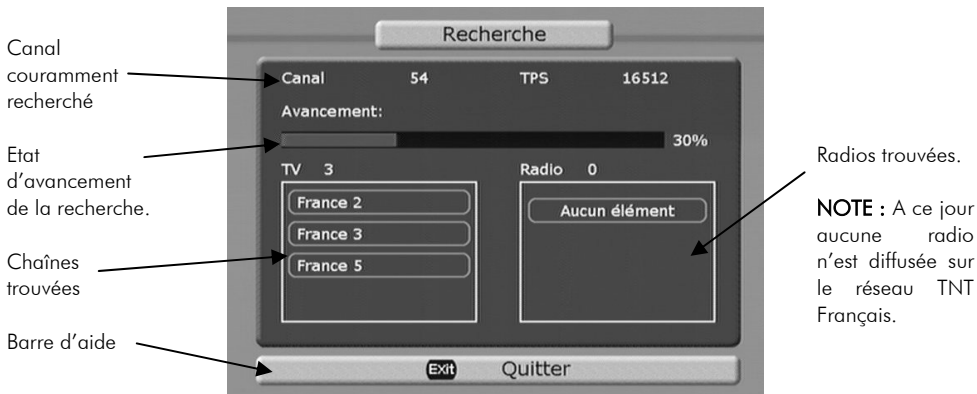 Canal
couramment
recherché
Etat
d'avancement
de la recherche.
Chaînes
trouvées
Barre d'aide
Recherche
Canal 54 TPS 16512
Avancement:
30%
TV 3 Radio 0
France 2
France 3
France 5
Aucun élément
Exit Quitter
Radios trouvées.
NOTE : A ce jour
aucune radio
n'est diffusée sur
le réseau TNT
Français.